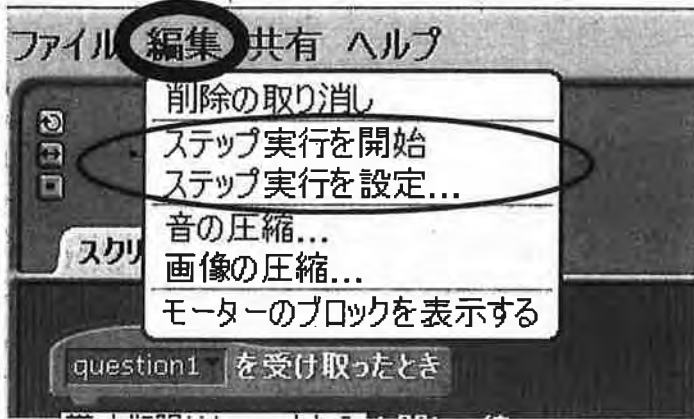 ファイル 編集 共有 ヘルプ
削除の取り消し
ステップ実行を開始
ステップ実行を設定...
音の圧縮...
スクリ
画像の圧縮...
モーターのブロックを表示する
question1 を受け取ったとき